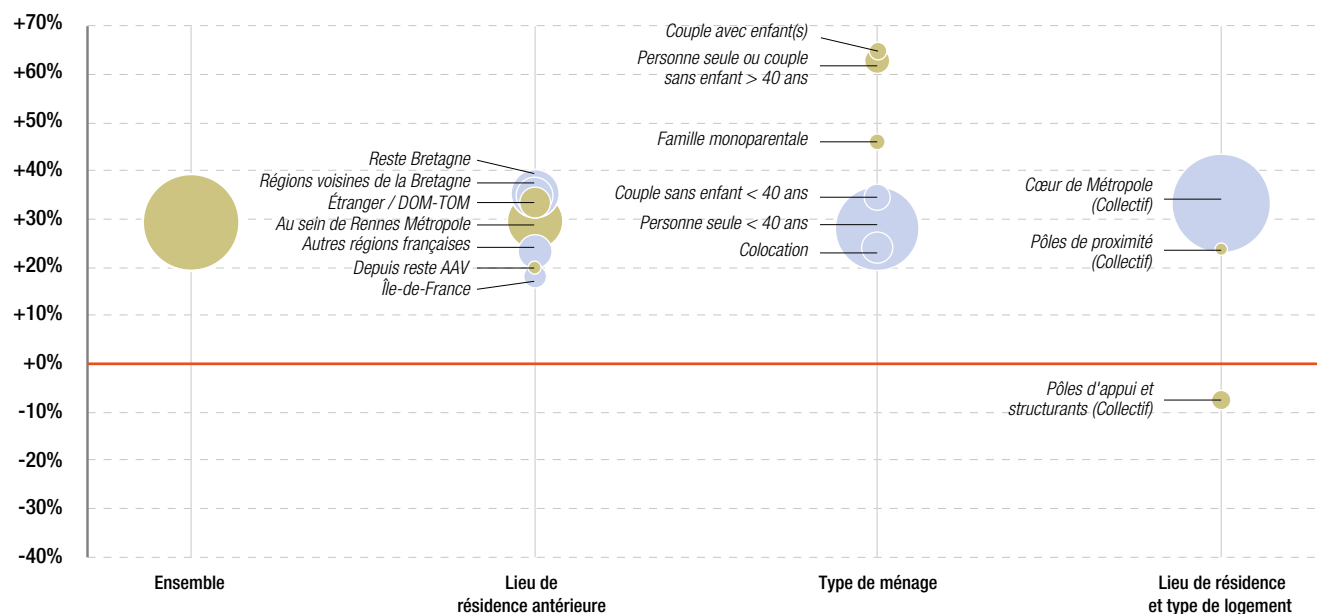 +70%
+60%
+50%
+40%
+30%
+20%
+10%
+0%
-10%
-20%
-30%
-40%
Ensemble
Reste Bretagne
Régions voisines de la Bretagne
Étranger / DOM-TOM
Au sein de Rennes Métropole
Autres régions françaises
Depuis reste AAV
Île-de-France
Lieu de
résidence antérieure
Couple avec enfant(s)
Personne seule ou couple
sans enfant > 40 ans
Famille monoparentale
Couple sans enfant < 40 ans
Personne seule < 40 ans
Colocation
Type de ménage
Cœur de Métropole
(Collectif)
Pôles de proximité
(Collectif)
Pôles d'appui et
structurants (Collectif)
Lieu de résidence
et type de logement